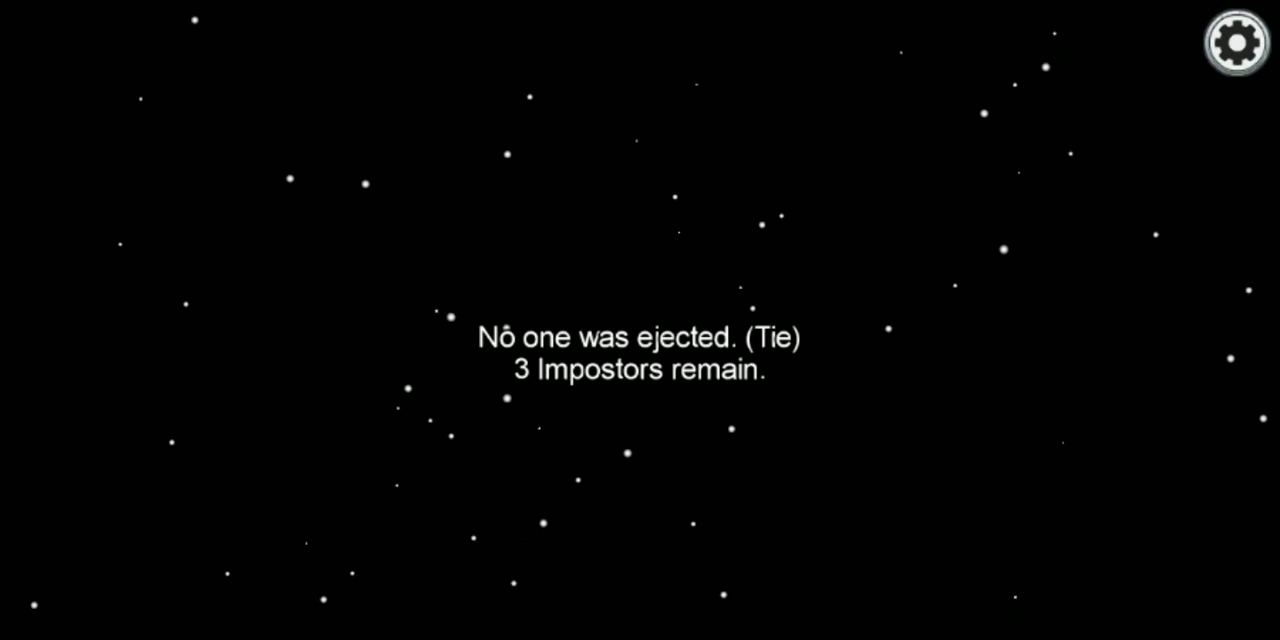 No one was ejected. (Tie)
3 Impostors remain.